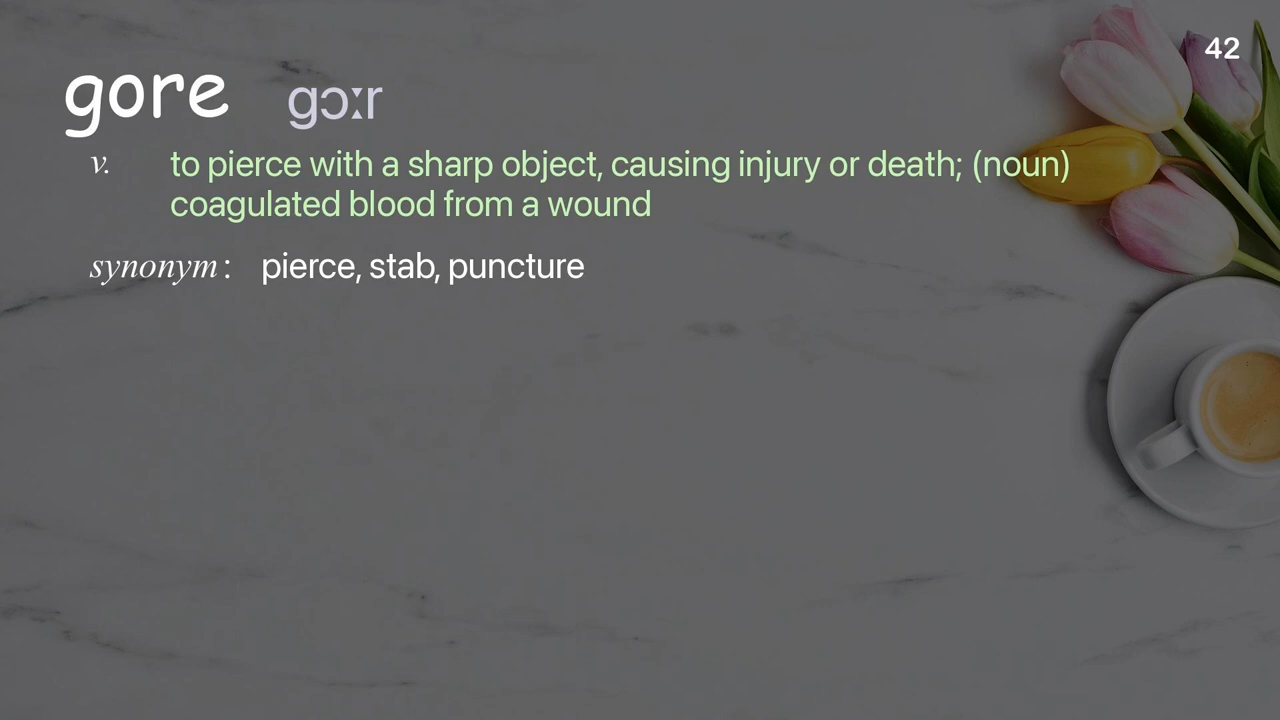 42
gore gɔːr
v. to pierce with a sharp object, causing injury or death; (noun)
coagulated blood from a wound
synonym : pierce, stab, puncture